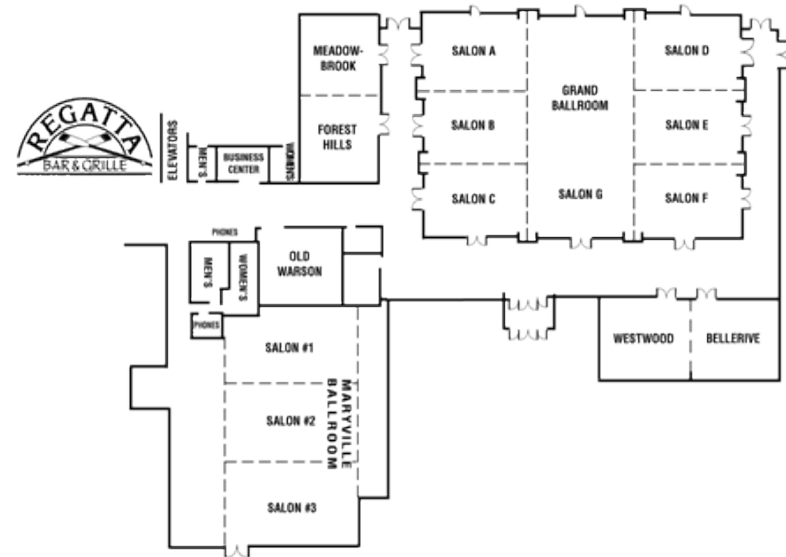 MEADOW-
BROOK
SALON A
SALON D
GRAND
BALLROOM
REGATTA
BAR & GRILLE
ELEVATORS
MEN'S
BUSINESS
CENTER
WOMEN'S
FOREST
HILLS
SALON B
SALON E
SALON C
SALON G
SALON F
PHONES
MEN'S
WOMEN'S
OLD
WARSON
PHONES
SALON #1
WESTWOOD
BELLERIVE
MARYVILLE
BALLROOM
SALON #2
SALON #3